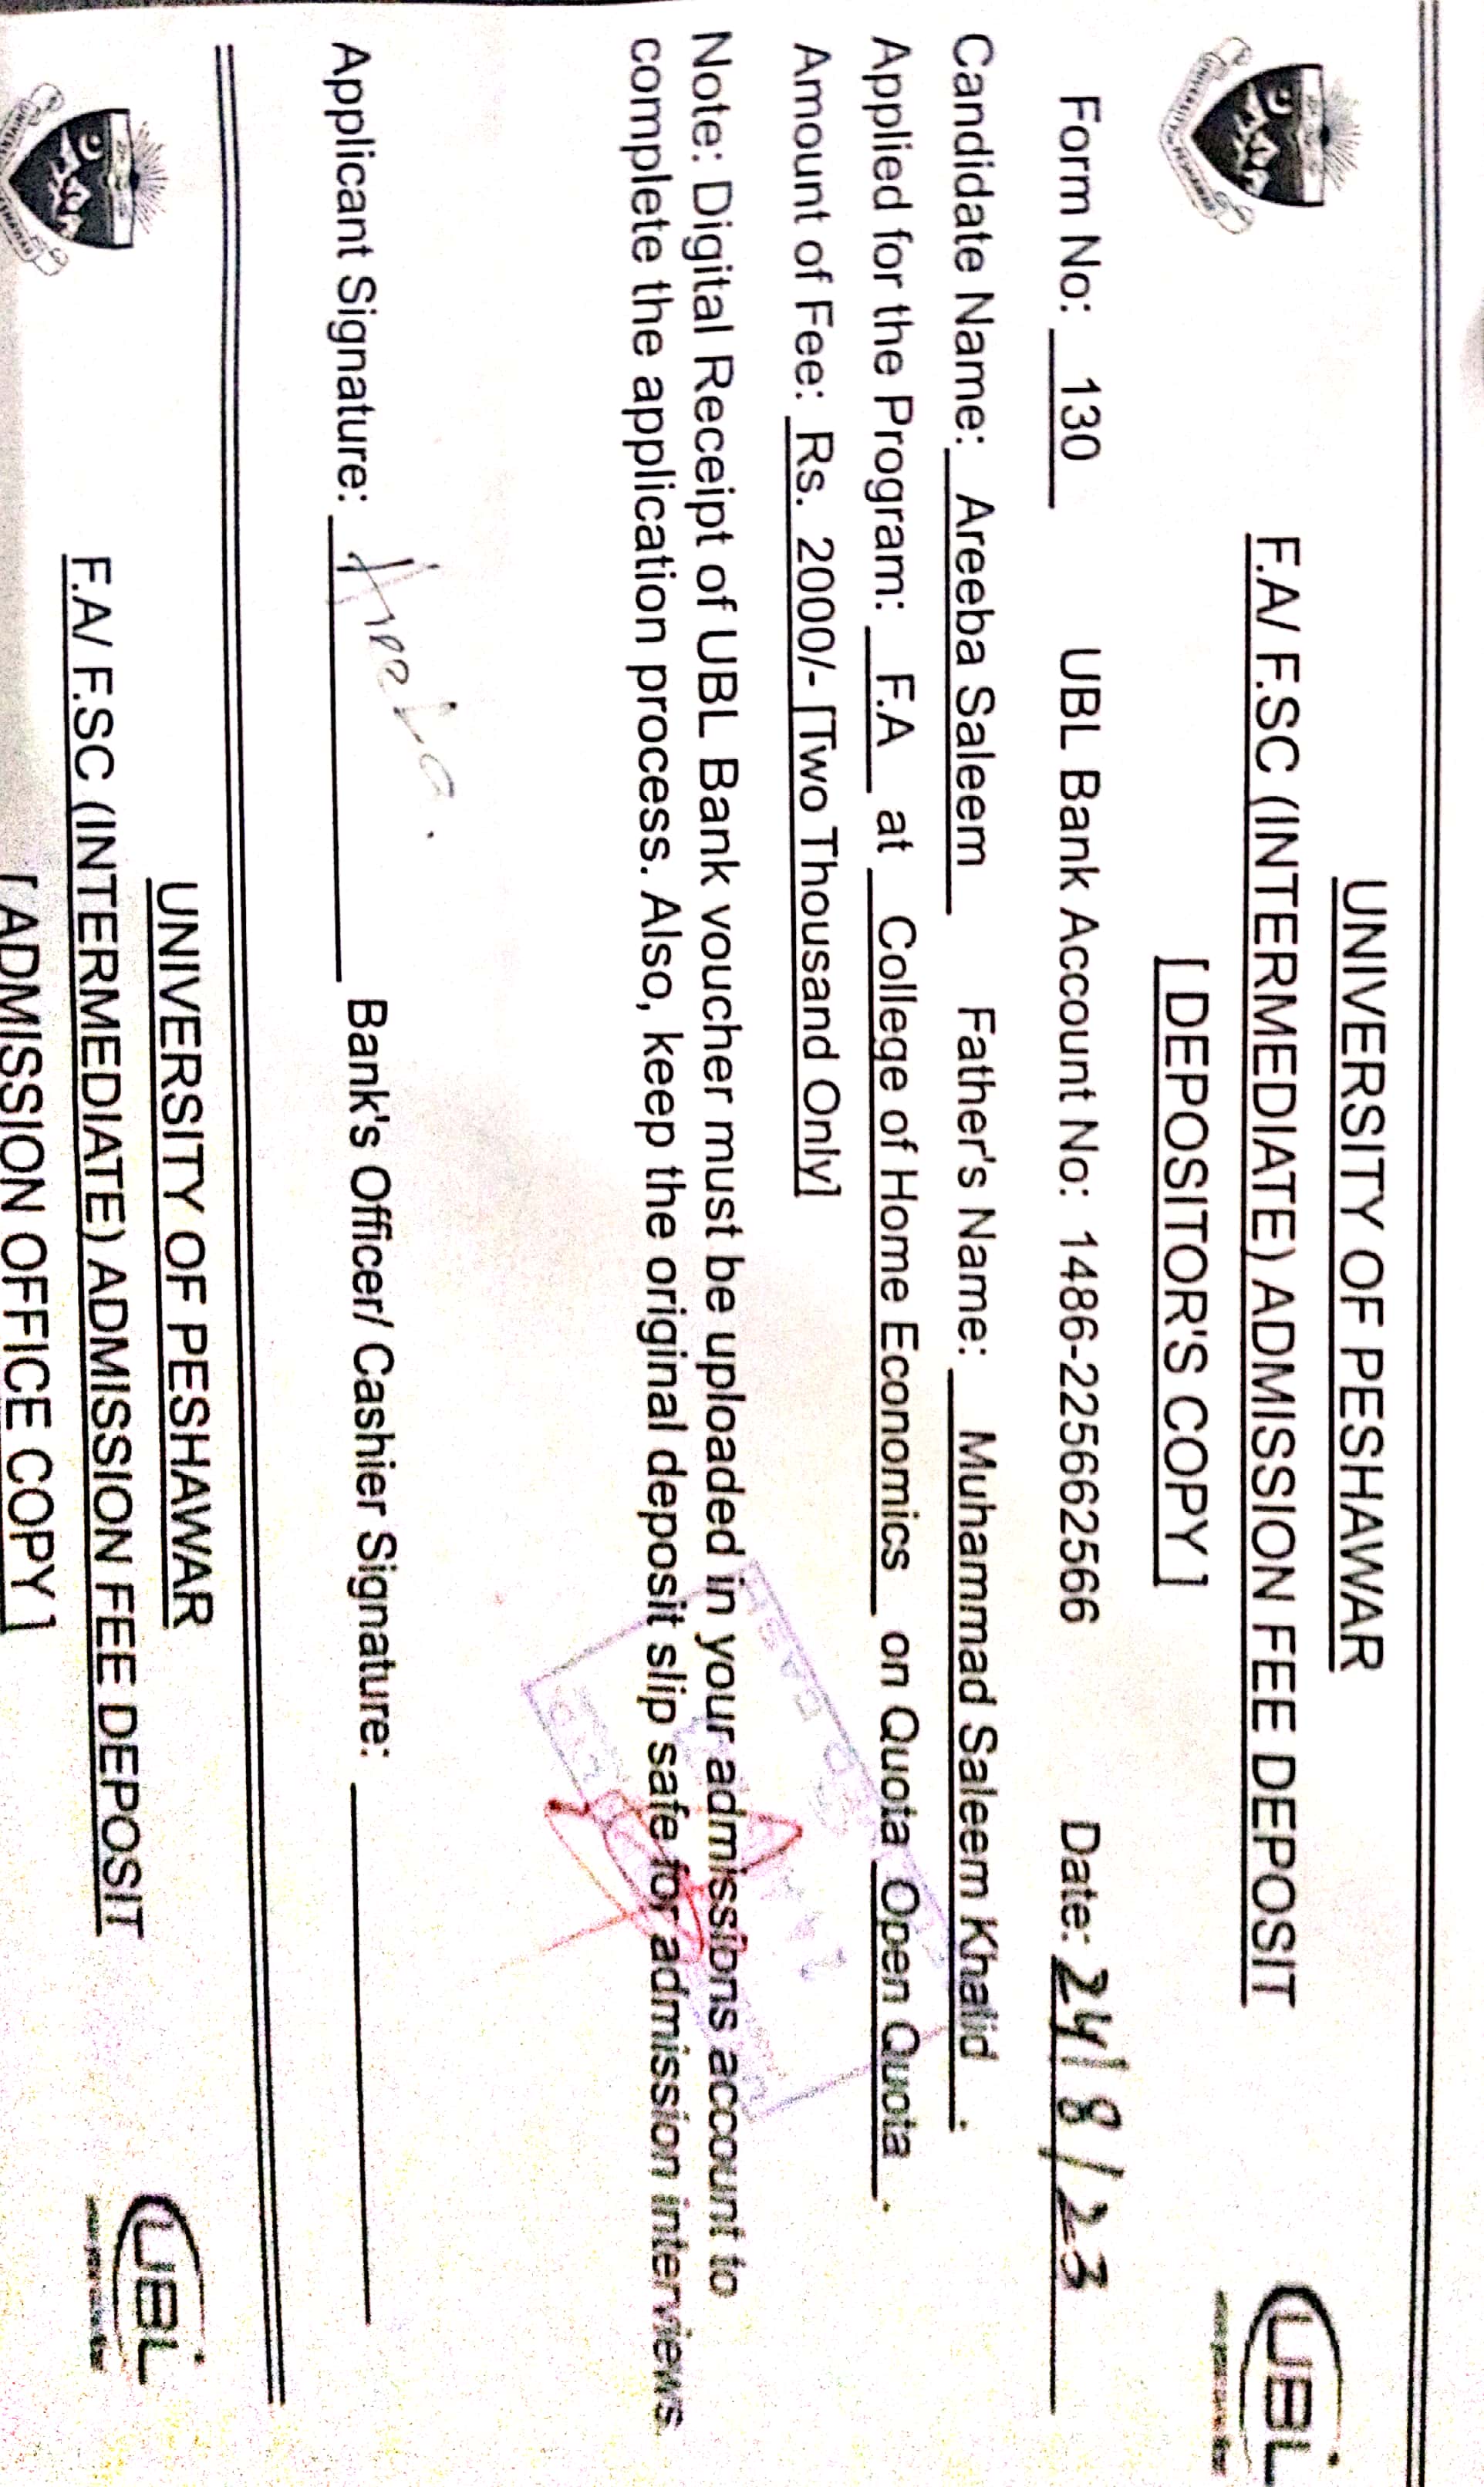 UNIVERSITY OF PESHAWAR
F.A/ F.SC (INTERMEDIATE) ADMISSION FEE DEPOSIT
[ DEPOSITOR'S COPY ]
UBL
UNIVERSITY OF PESHAWAR
Form No: 130 UBL Bank Account No: 1486-225662566 Date: 24/8/23
Candidate Name: Areeba Saleem Father's Name: Muhammad Saleem Khalid .
Applied for the Program: F.A at College of Home Economics on Quota Open Quota .
Amount of Fee: Rs. 2000/- [Two Thousand Only]
Note: Digital Receipt of UBL Bank voucher must be uploaded in your admissions account to
complete the application process. Also, keep the original deposit slip safe for admission interviews.
Applicant Signature: Areeba. Bank's Officer/ Cashier Signature:
UNIVERSITY OF PESHAWAR
F.A/ F.SC (INTERMEDIATE) ADMISSION FEE DEPOSIT
[ ADMISSION OFFICE COPY ]
UBL